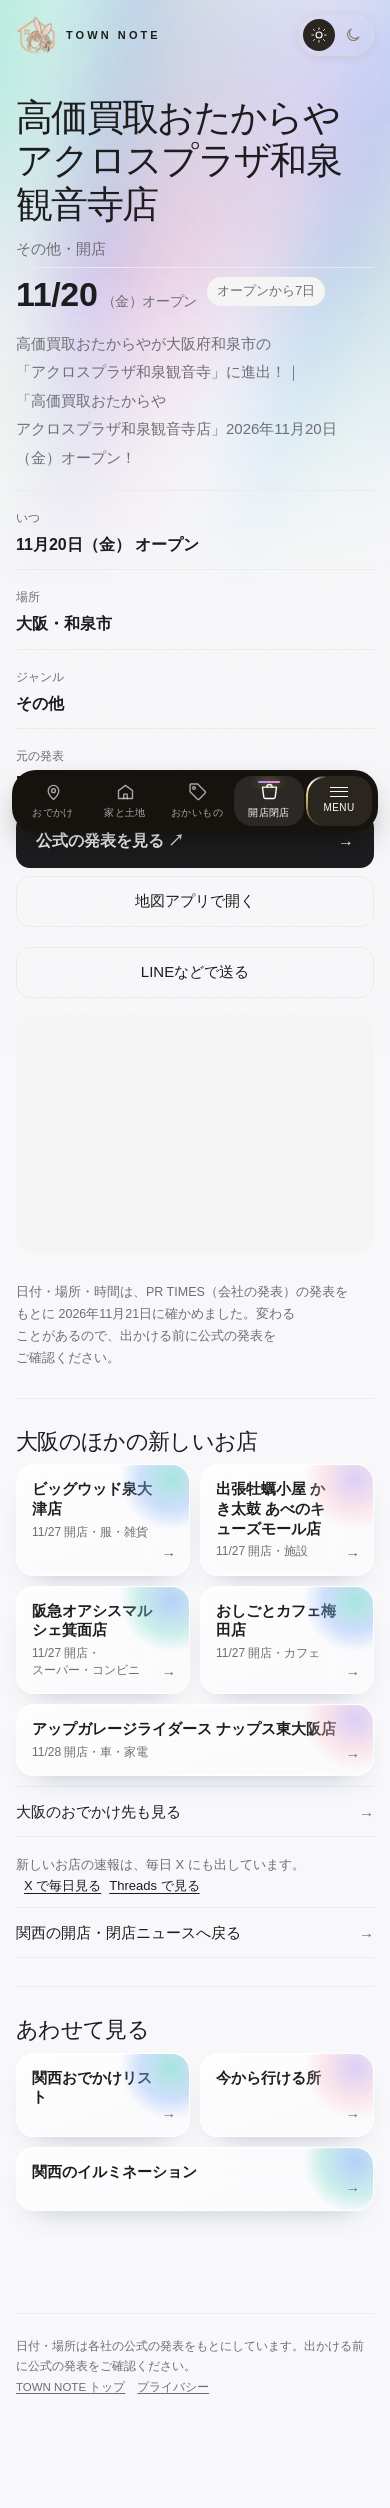 TOWN NOTE
高価買取おたからや
アクロスプラザ和泉
観音寺店
その他・開店
11/20 （金）オープン オープンから7日
高価買取おたからやが大阪府和泉市の
「アクロスプラザ和泉観音寺」に進出！｜
「高価買取おたからや
アクロスプラザ和泉観音寺店」2026年11月20日
（金）オープン！
いつ
11月20日（金） オープン
場所
大阪・和泉市
ジャンル
その他
元の発表
おでかけ
家と土地
おかいもの
開店閉店
MENU
公式の発表を見る ↗ →
地図アプリで開く
LINEなどで送る
日付・場所・時間は、PR TIMES（会社の発表）の発表を
もとに 2026年11月21日に確かめました。変わる
ことがあるので、出かける前に公式の発表を
ご確認ください。
大阪のほかの新しいお店
ビッグウッド泉大
津店
11/27 開店・服・雑貨
→
出張牡蠣小屋 か
き太鼓 あべのキ
ューズモール店
11/27 開店・施設
→
阪急オアシスマル
シェ箕面店
11/27 開店・
スーパー・コンビニ
→
おしごとカフェ梅
田店
11/27 開店・カフェ
→
アップガレージライダース ナップス東大阪店
11/28 開店・車・家電
→
大阪のおでかけ先も見る →
新しいお店の速報は、毎日 X にも出しています。
X で毎日見る Threads で見る
関西の開店・閉店ニュースへ戻る →
あわせて見る
関西おでかけリス
ト
→
今から行ける所
→
関西のイルミネーション
→
日付・場所は各社の公式の発表をもとにしています。出かける前
に公式の発表をご確認ください。
TOWN NOTE トップ プライバシー